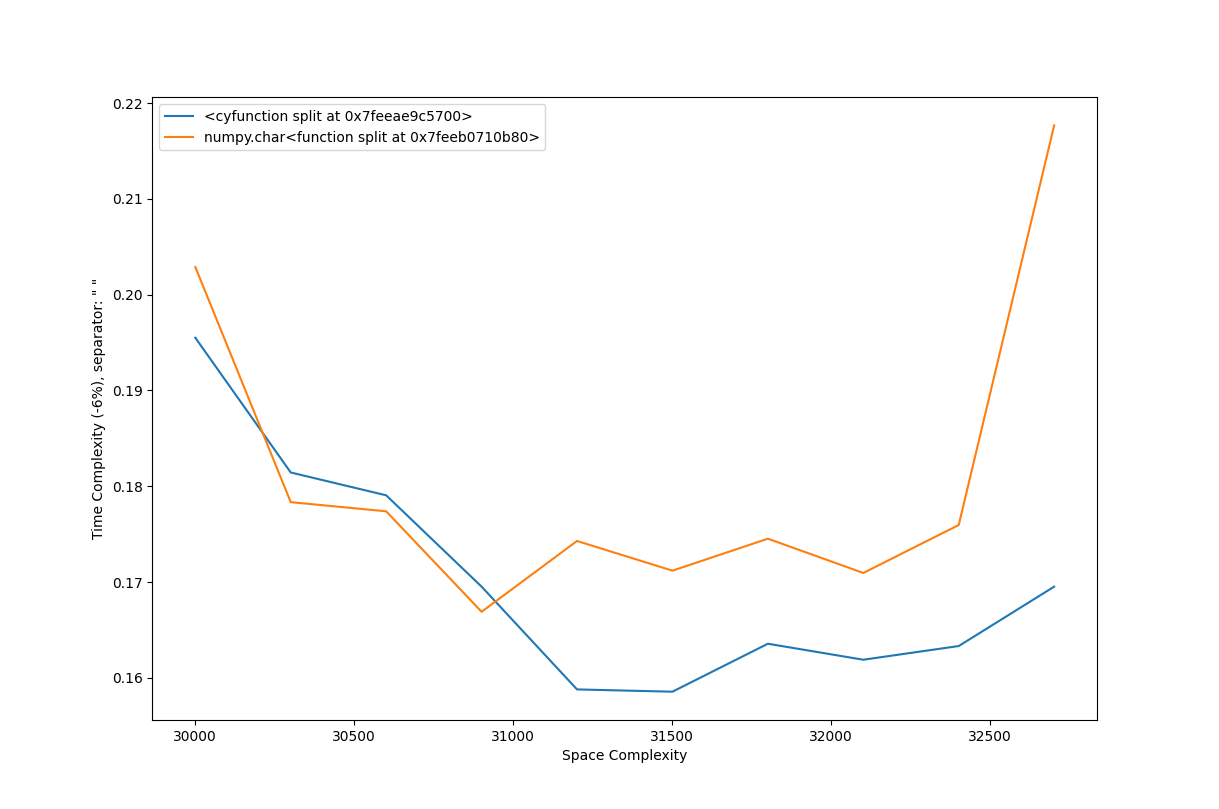 <cyfunction split at 0x7feeae9c5700>
numpy.char<function split at 0x7feeb0710b80>
Time Complexity (-6%), separator: " "
0.22
0.21
0.20
0.19
0.18
0.17
0.16
30000 30500 31000 31500 32000 32500
Space Complexity